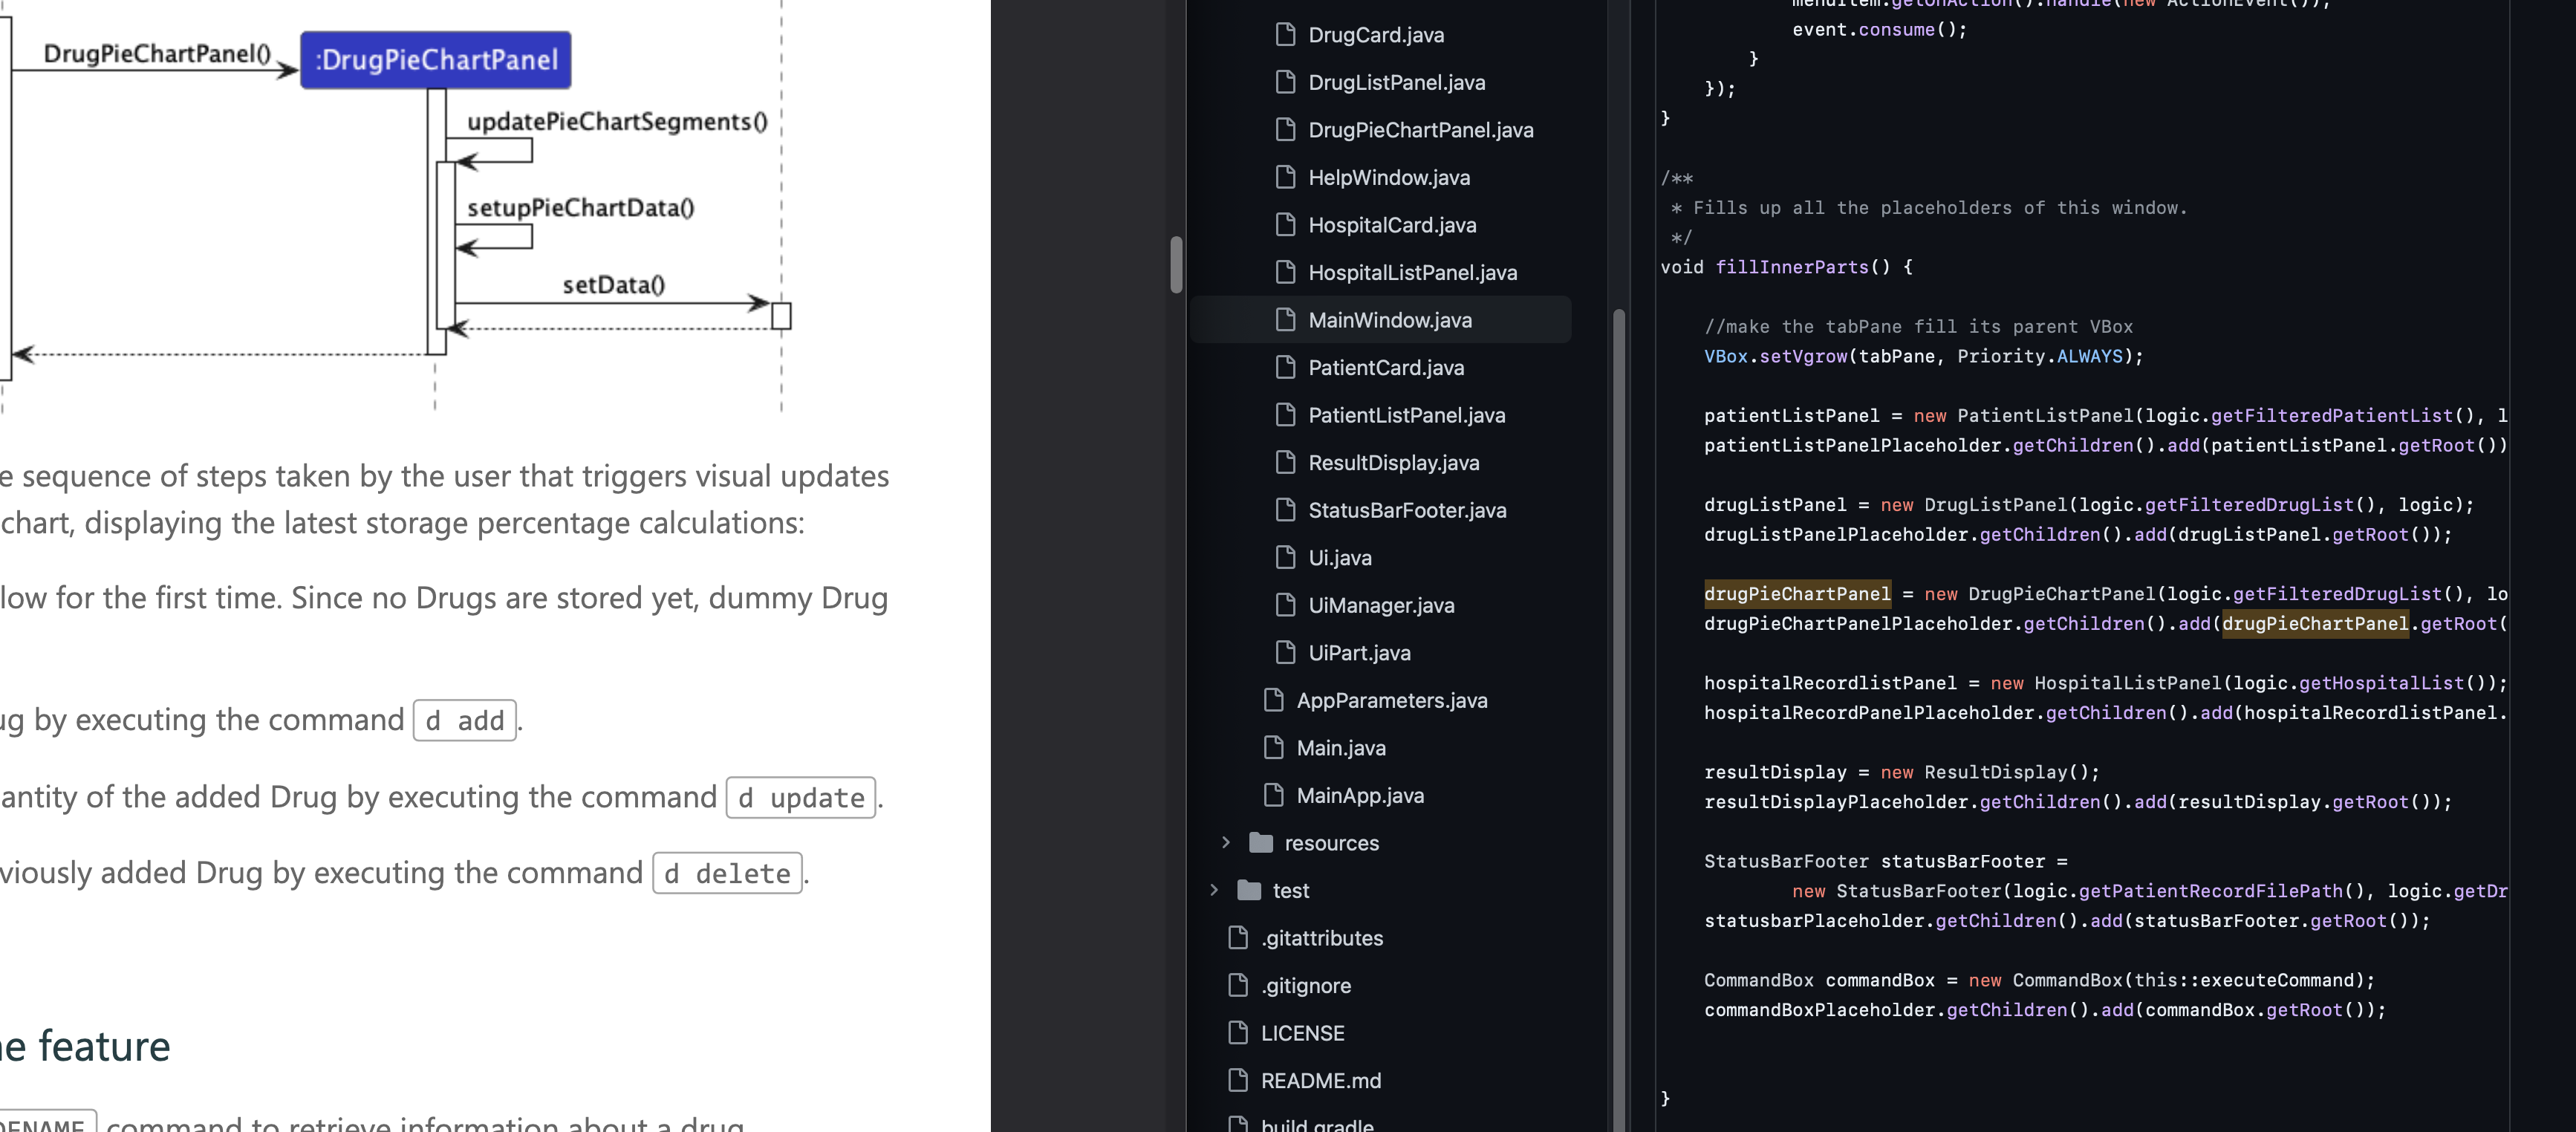 DrugPieChartPanel()
:DrugPieChartPanel
updatePieChartSegments()
setupPieChartData()
setData()
e sequence of steps taken by the user that triggers visual updates
chart, displaying the latest storage percentage calculations:
low for the first time. Since no Drugs are stored yet, dummy Drug
ug by executing the command d add.
antity of the added Drug by executing the command d update.
viously added Drug by executing the command d delete.
e feature
DENAME command to retrieve information about a drug
DrugCard.java
DrugListPanel.java
DrugPieChartPanel.java
HelpWindow.java
HospitalCard.java
HospitalListPanel.java
MainWindow.java
PatientCard.java
PatientListPanel.java
ResultDisplay.java
StatusBarFooter.java
Ui.java
UiManager.java
UiPart.java
AppParameters.java
Main.java
MainApp.java
resources
test
.gitattributes
.gitignore
LICENSE
README.md
build.gradle
menuItem.getOnAction().handle(new ActionEvent());
event.consume();
}
});
}
/**
* Fills up all the placeholders of this window.
*/
void fillInnerParts() {
//make the tabPane fill its parent VBox
VBox.setVgrow(tabPane, Priority.ALWAYS);
patientListPanel = new PatientListPanel(logic.getFilteredPatientList(), l
patientListPanelPlaceholder.getChildren().add(patientListPanel.getRoot())
drugListPanel = new DrugListPanel(logic.getFilteredDrugList(), logic);
drugListPanelPlaceholder.getChildren().add(drugListPanel.getRoot());
drugPieChartPanel = new DrugPieChartPanel(logic.getFilteredDrugList(), lo
drugPieChartPanelPlaceholder.getChildren().add(drugPieChartPanel.getRoot(
hospitalRecordlistPanel = new HospitalListPanel(logic.getHospitalList());
hospitalRecordPanelPlaceholder.getChildren().add(hospitalRecordlistPanel.
resultDisplay = new ResultDisplay();
resultDisplayPlaceholder.getChildren().add(resultDisplay.getRoot());
StatusBarFooter statusBarFooter =
new StatusBarFooter(logic.getPatientRecordFilePath(), logic.getDr
statusbarPlaceholder.getChildren().add(statusBarFooter.getRoot());
CommandBox commandBox = new CommandBox(this::executeCommand);
commandBoxPlaceholder.getChildren().add(commandBox.getRoot());
}